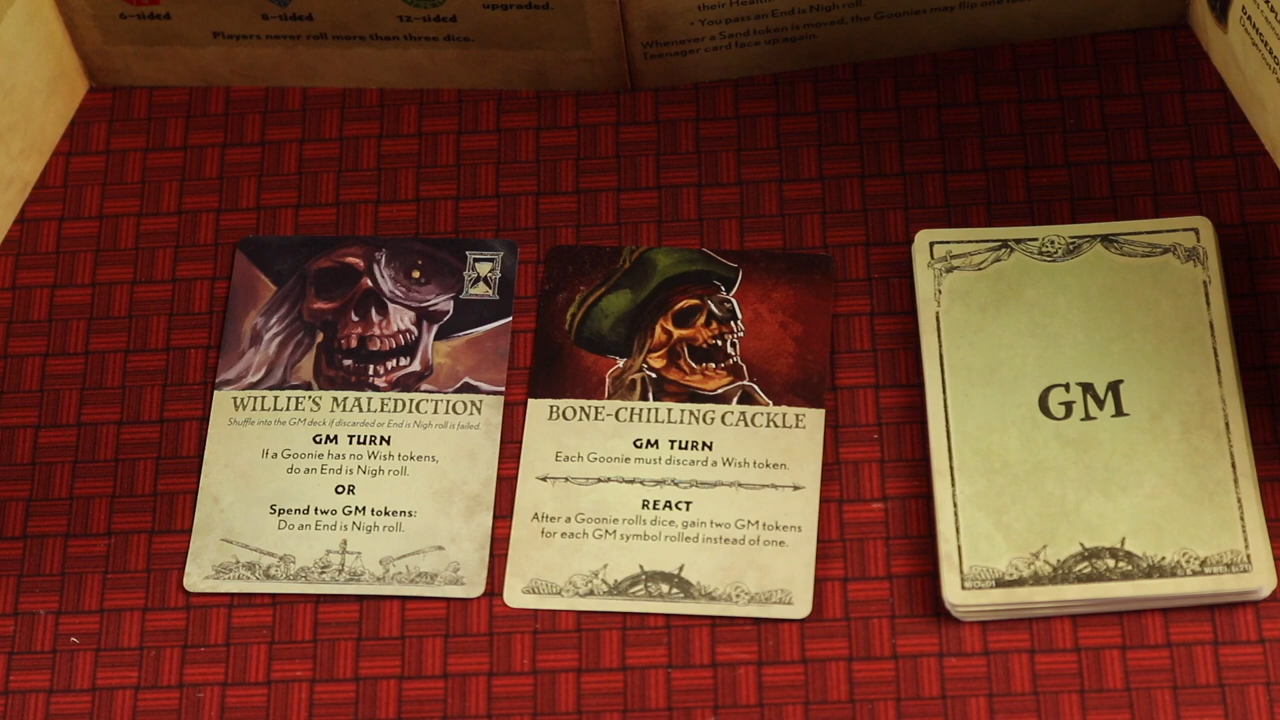 upgraded.
6-sided
8-sided
12-sided
Players never roll more than three dice.
their Health.
• You pass an End is Nigh roll.
Whenever a Sand token is moved, the Goonies may flip one
Teenager card face up again.
WILLIE'S MALEDICTION
Shuffle into the GM deck if discarded or End is Nigh roll is failed.
GM TURN
If a Goonie has no Wish tokens,
do an End is Nigh roll.
OR
Spend two GM tokens:
Do an End is Nigh roll.
BONE-CHILLING CACKLE
GM TURN
Each Goonie must discard a Wish token.
REACT
After a Goonie rolls dice, gain two GM tokens
for each GM symbol rolled instead of one.
GM